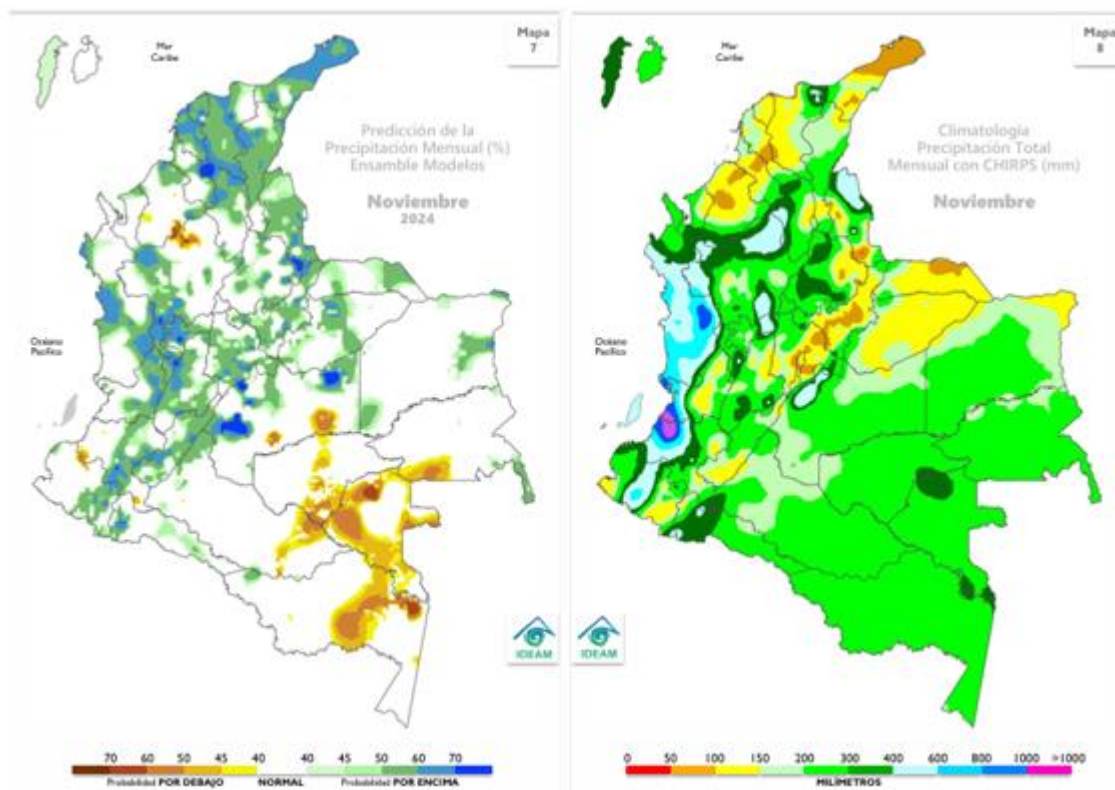 Mapa
7
Mar
Caribe
Predicción de la
Precipitación Mensual (%)
Ensamble Modelos
Noviembre
2024
Océano
Pacífico
IDEAM
70 60 50 45 40 40 45 50 60 70
Probabilidad POR DEBAJO NORMAL Probabilidad POR ENCIMA
Mapa
8
Mar
Caribe
Climatología
Precipitación Total
Mensual con CHIRPS (mm)
Noviembre
Océano
Pacífico
IDEAM
0 50 100 150 200 300 400 600 800 1000 >1000
MILÍMETROS